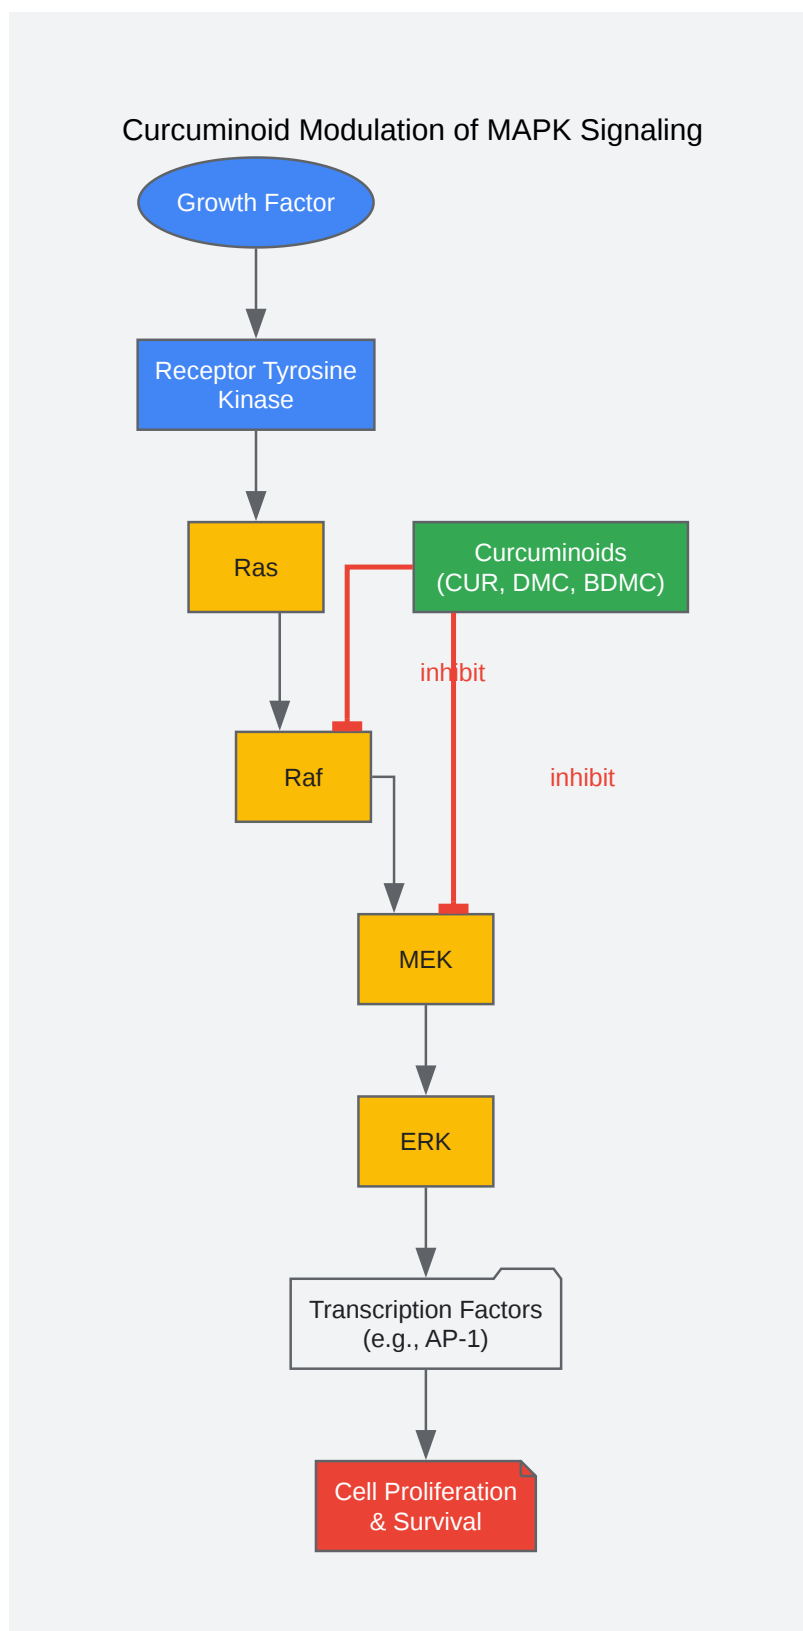 Curcuminoid Modulation of MAPK Signaling
Growth Factor
Receptor Tyrosine
Kinase
Ras
Curcuminoids
(CUR, DMC, BDMC)
inhibit
Raf
inhibit
MEK
ERK
Transcription Factors
(e.g., AP-1)
Cell Proliferation
& Survival